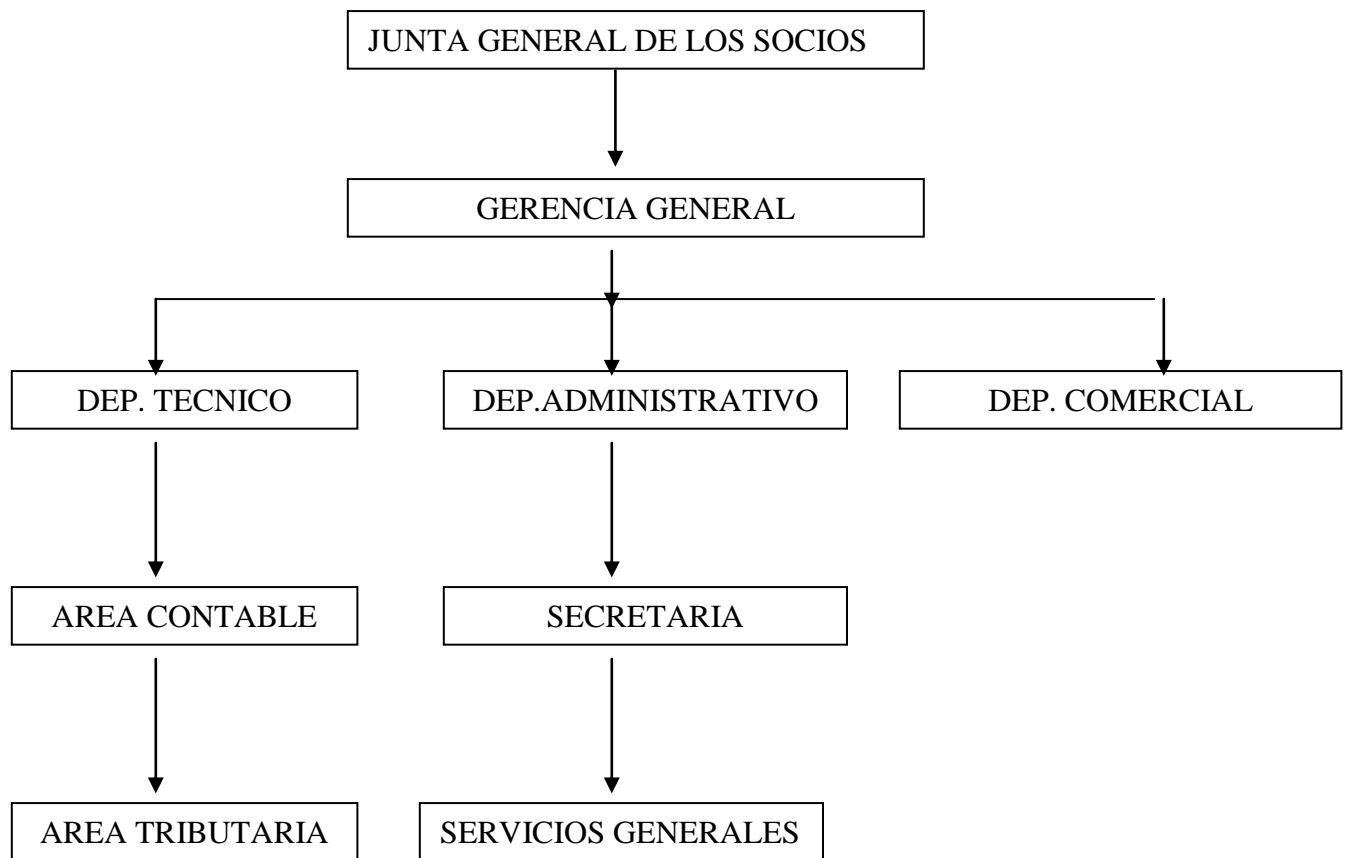 JUNTA GENERAL DE LOS SOCIOS
GERENCIA GENERAL
DEP. TECNICO
DEP.ADMINISTRATIVO
DEP. COMERCIAL
AREA CONTABLE
SECRETARIA
AREA TRIBUTARIA
SERVICIOS GENERALES